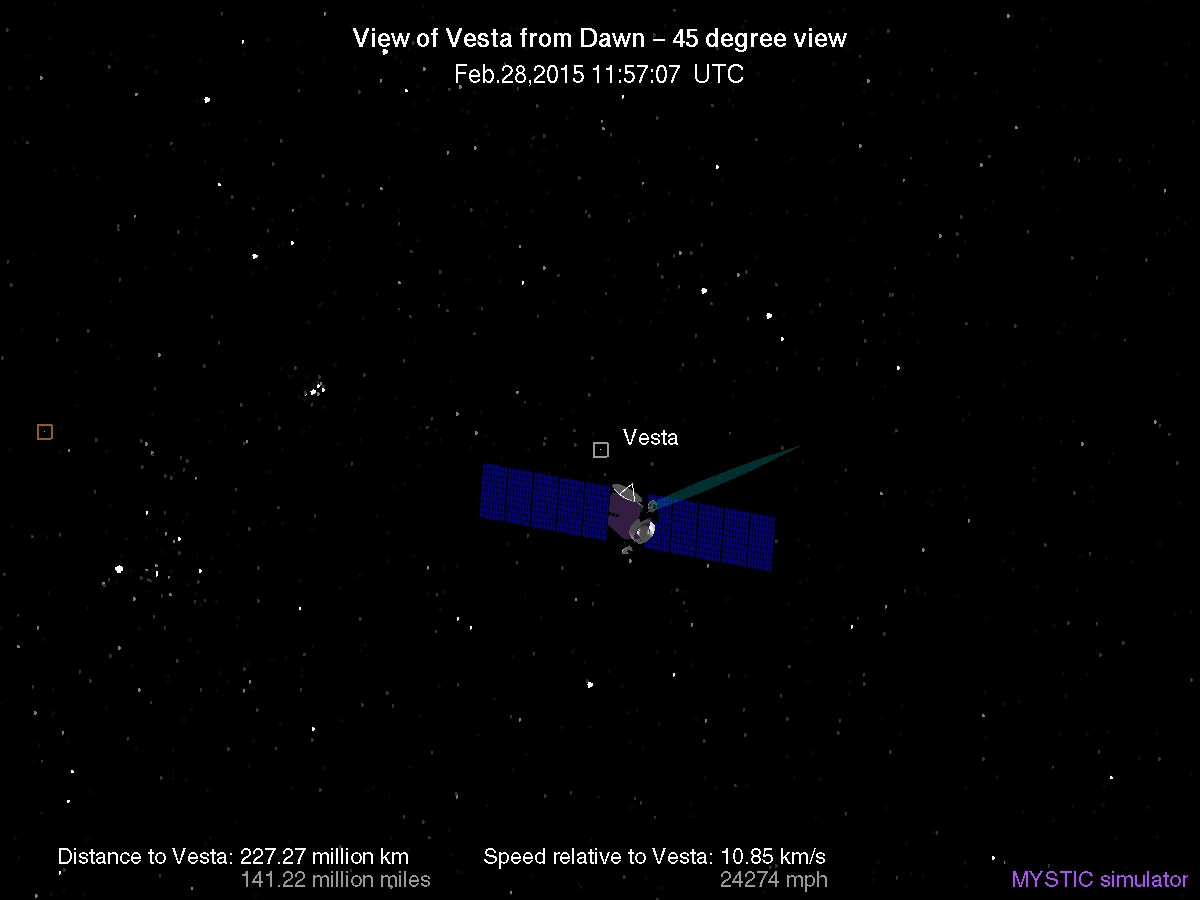 View of Vesta from Dawn – 45 degree view
Feb.28,2015 11:57:07 UTC
Vesta
Distance to Vesta: 227.27 million km
141.22 million miles
Speed relative to Vesta: 10.85 km/s
24274 mph
MYSTIC simulator